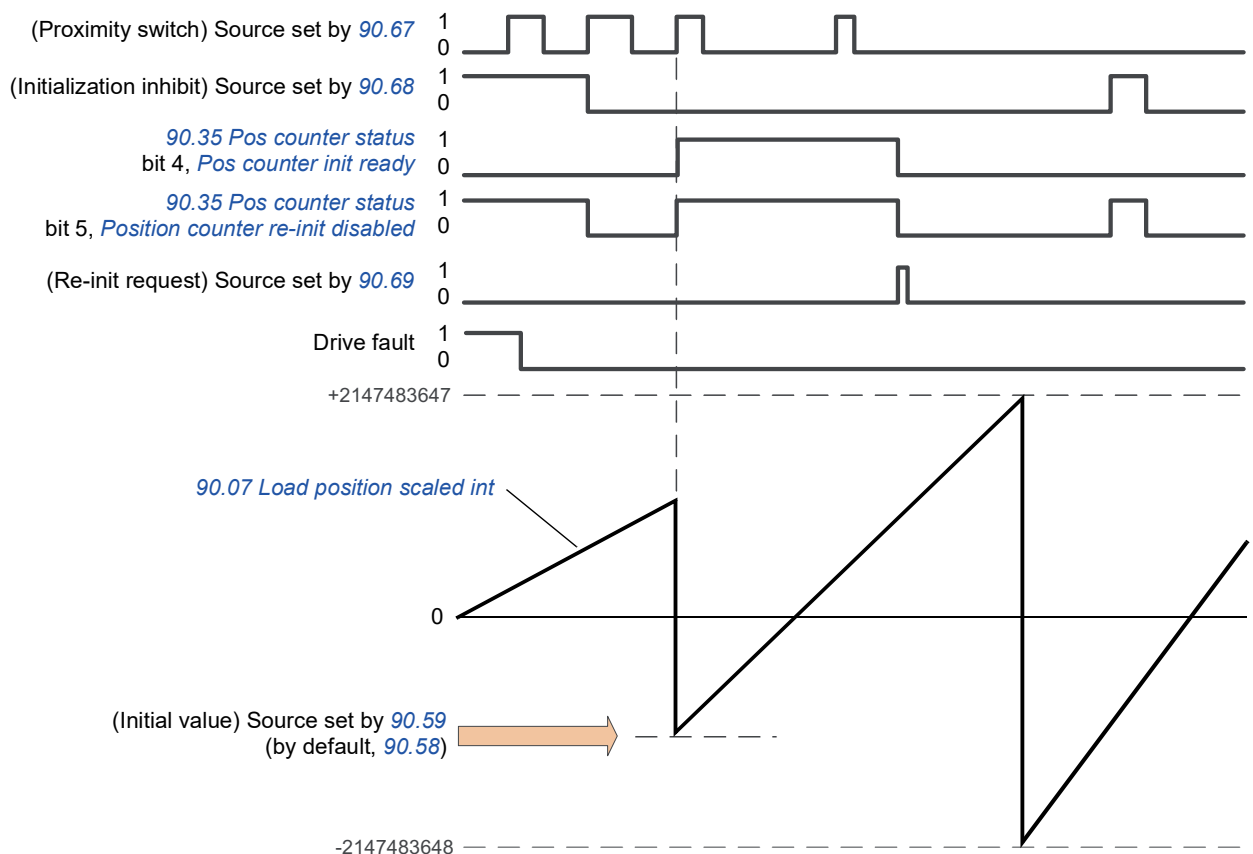 (Proximity switch) Source set by 90.67
1
0
(Initialization inhibit) Source set by 90.68
1
0
90.35 Pos counter status
bit 4, Pos counter init ready
1
0
90.35 Pos counter status
bit 5, Position counter re-init disabled
1
0
(Re-init request) Source set by 90.69
1
0
Drive fault
1
0
+2147483647
90.07 Load position scaled int
0
(Initial value) Source set by 90.59
(by default, 90.58)
-2147483648